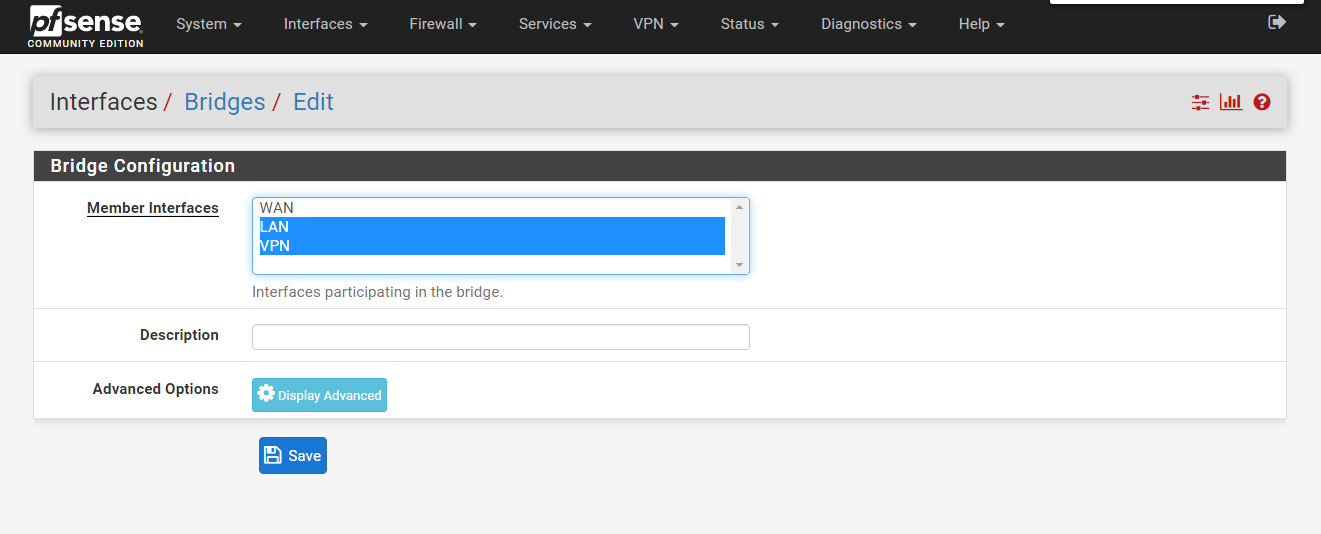 pfsense
COMMUNITY EDITION
System Interfaces Firewall Services VPN Status Diagnostics Help
Interfaces / Bridges / Edit
Bridge Configuration
Member Interfaces
WAN
LAN
VPN
Interfaces participating in the bridge.
Description
Advanced Options
Display Advanced
Save